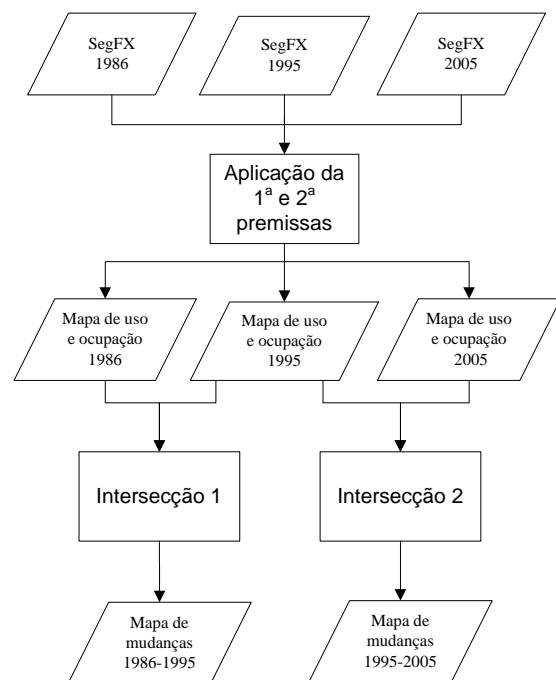 SegFX
1986
SegFX
1995
SegFX
2005
Aplicação da
1ª e 2ª
premissas
Mapa de uso
e ocupação
1986
Mapa de uso
e ocupação
1995
Mapa de uso
e ocupação
2005
Intersecção 1
Intersecção 2
Mapa de
mudanças
1986-1995
Mapa de
mudanças
1995-2005